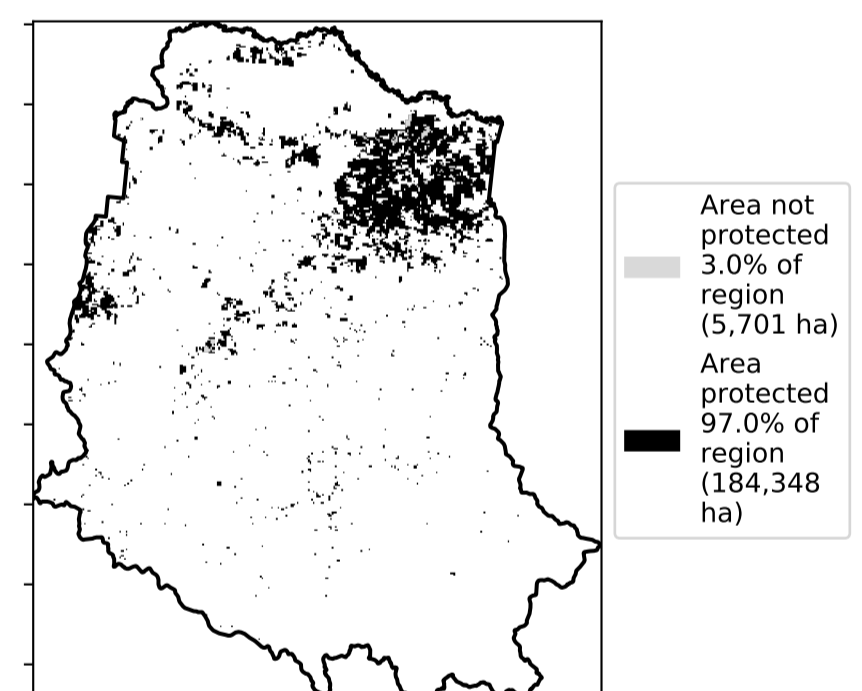 Area not
protected
3.0% of
region
(5,701 ha)
Area
protected
97.0% of
region
(184,348
ha)